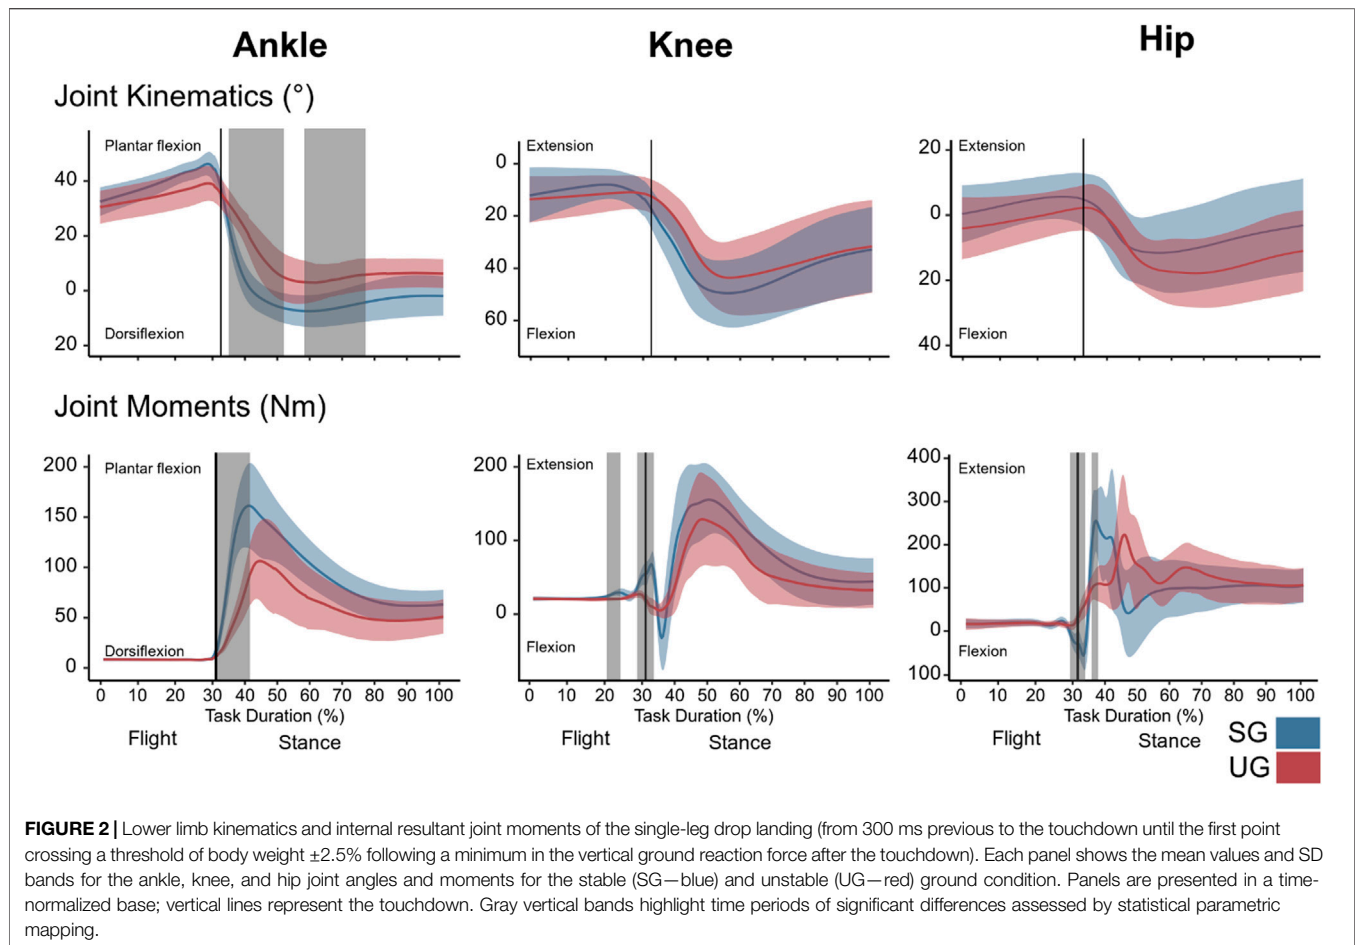 Ankle Knee Hip
Joint Kinematics (°)
Plantar flexion
40
20
0
20
Dorsiflexion
Extension
0
20
40
60
Flexion
Extension
20
0
20
40
Flexion
Joint Moments (Nm)
200
150
100
50
0
Plantar flexion
Dorsiflexion
0 10 20 30 40 50 60 70 80 90 100
Task Duration (%)
Flight Stance
200
100
0
Extension
Flexion
0 10 20 30 40 50 60 70 80 90 100
Task Duration (%)
Flight Stance
400
300
200
100
0
100
Extension
Flexion
0 10 20 30 40 50 60 70 80 90 100
Task Duration (%)
Flight Stance
SG
UG
FIGURE 2 | Lower limb kinematics and internal resultant joint moments of the single-leg drop landing (from 300 ms previous to the touchdown until the first point
crossing a threshold of body weight ±2.5% following a minimum in the vertical ground reaction force after the touchdown). Each panel shows the mean values and SD
bands for the ankle, knee, and hip joint angles and moments for the stable (SG—blue) and unstable (UG—red) ground condition. Panels are presented in a time-
normalized base; vertical lines represent the touchdown. Gray vertical bands highlight time periods of significant differences assessed by statistical parametric
mapping.